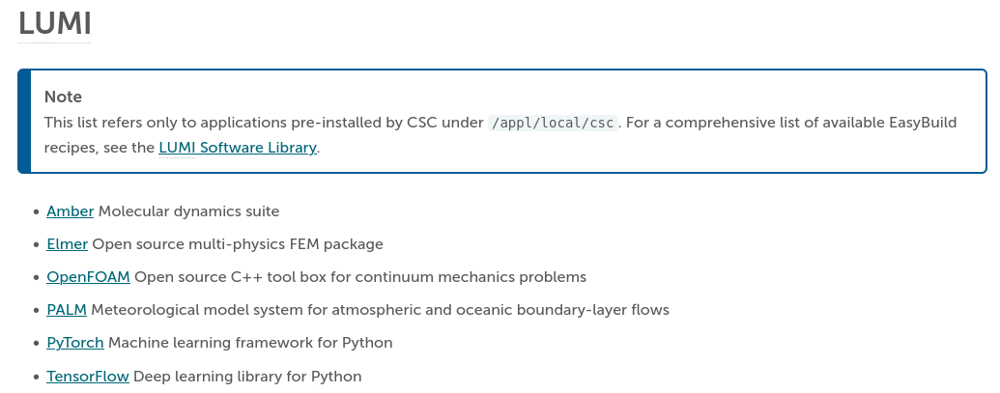 LUMI
Note
This list refers only to applications pre-installed by CSC under /appl/local/csc. For a comprehensive list of available EasyBuild
recipes, see the LUMI Software Library.
• Amber Molecular dynamics suite
• Elmer Open source multi-physics FEM package
• OpenFOAM Open source C++ tool box for continuum mechanics problems
• PALM Meteorological model system for atmospheric and oceanic boundary-layer flows
• PyTorch Machine learning framework for Python
• TensorFlow Deep learning library for Python